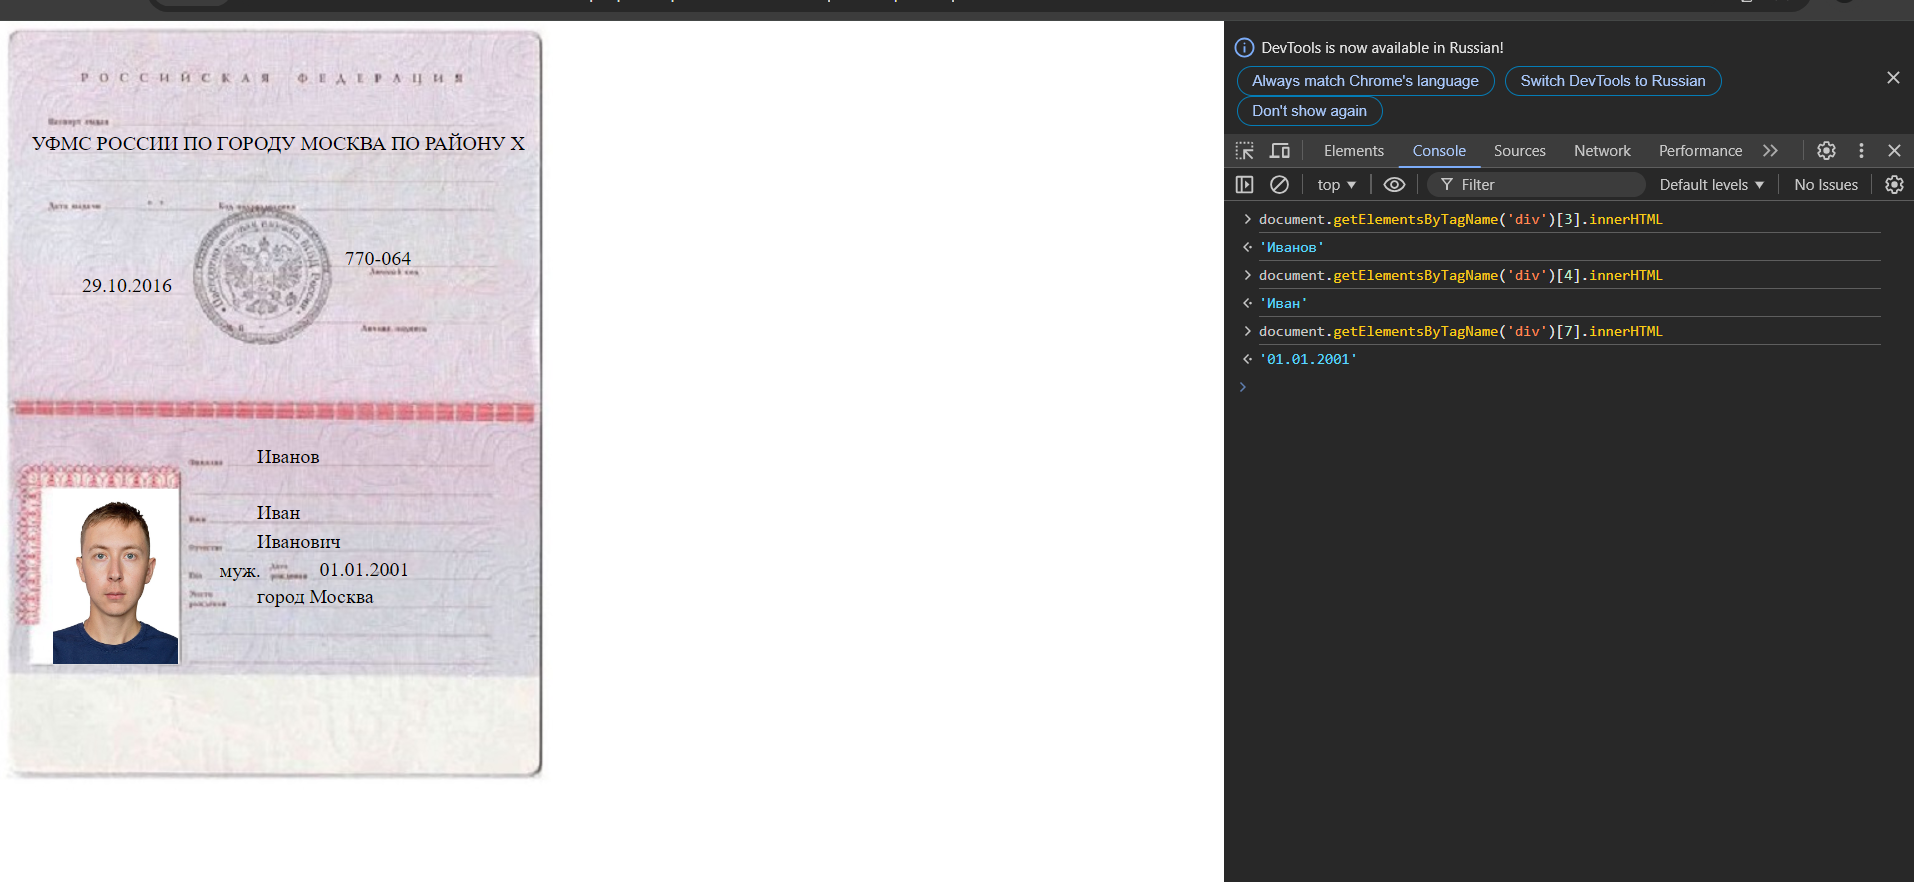 РОССИЙСКАЯ ФЕДЕРАЦИЯ
Паспорт выдан
УФМС РОССИИ ПО ГОРОДУ МОСКВА ПО РАЙОНУ Х
Дата выдачи
Код подразделения
770-064
Личный код
29.10.2016
М.П.
Личная подпись
Фамилия
Иванов
Имя
Иван
Отчество
Иванович
Пол
муж.
Дата рождения
01.01.2001
Место рождения
город Москва
DevTools is now available in Russian!
Always match Chrome's language
Switch DevTools to Russian
Don't show again
Elements
Console
Sources
Network
Performance
top
Filter
Default levels
No Issues
document.getElementsByTagName('div')[3].innerHTML
'Иванов'
document.getElementsByTagName('div')[4].innerHTML
'Иван'
document.getElementsByTagName('div')[7].innerHTML
'01.01.2001'